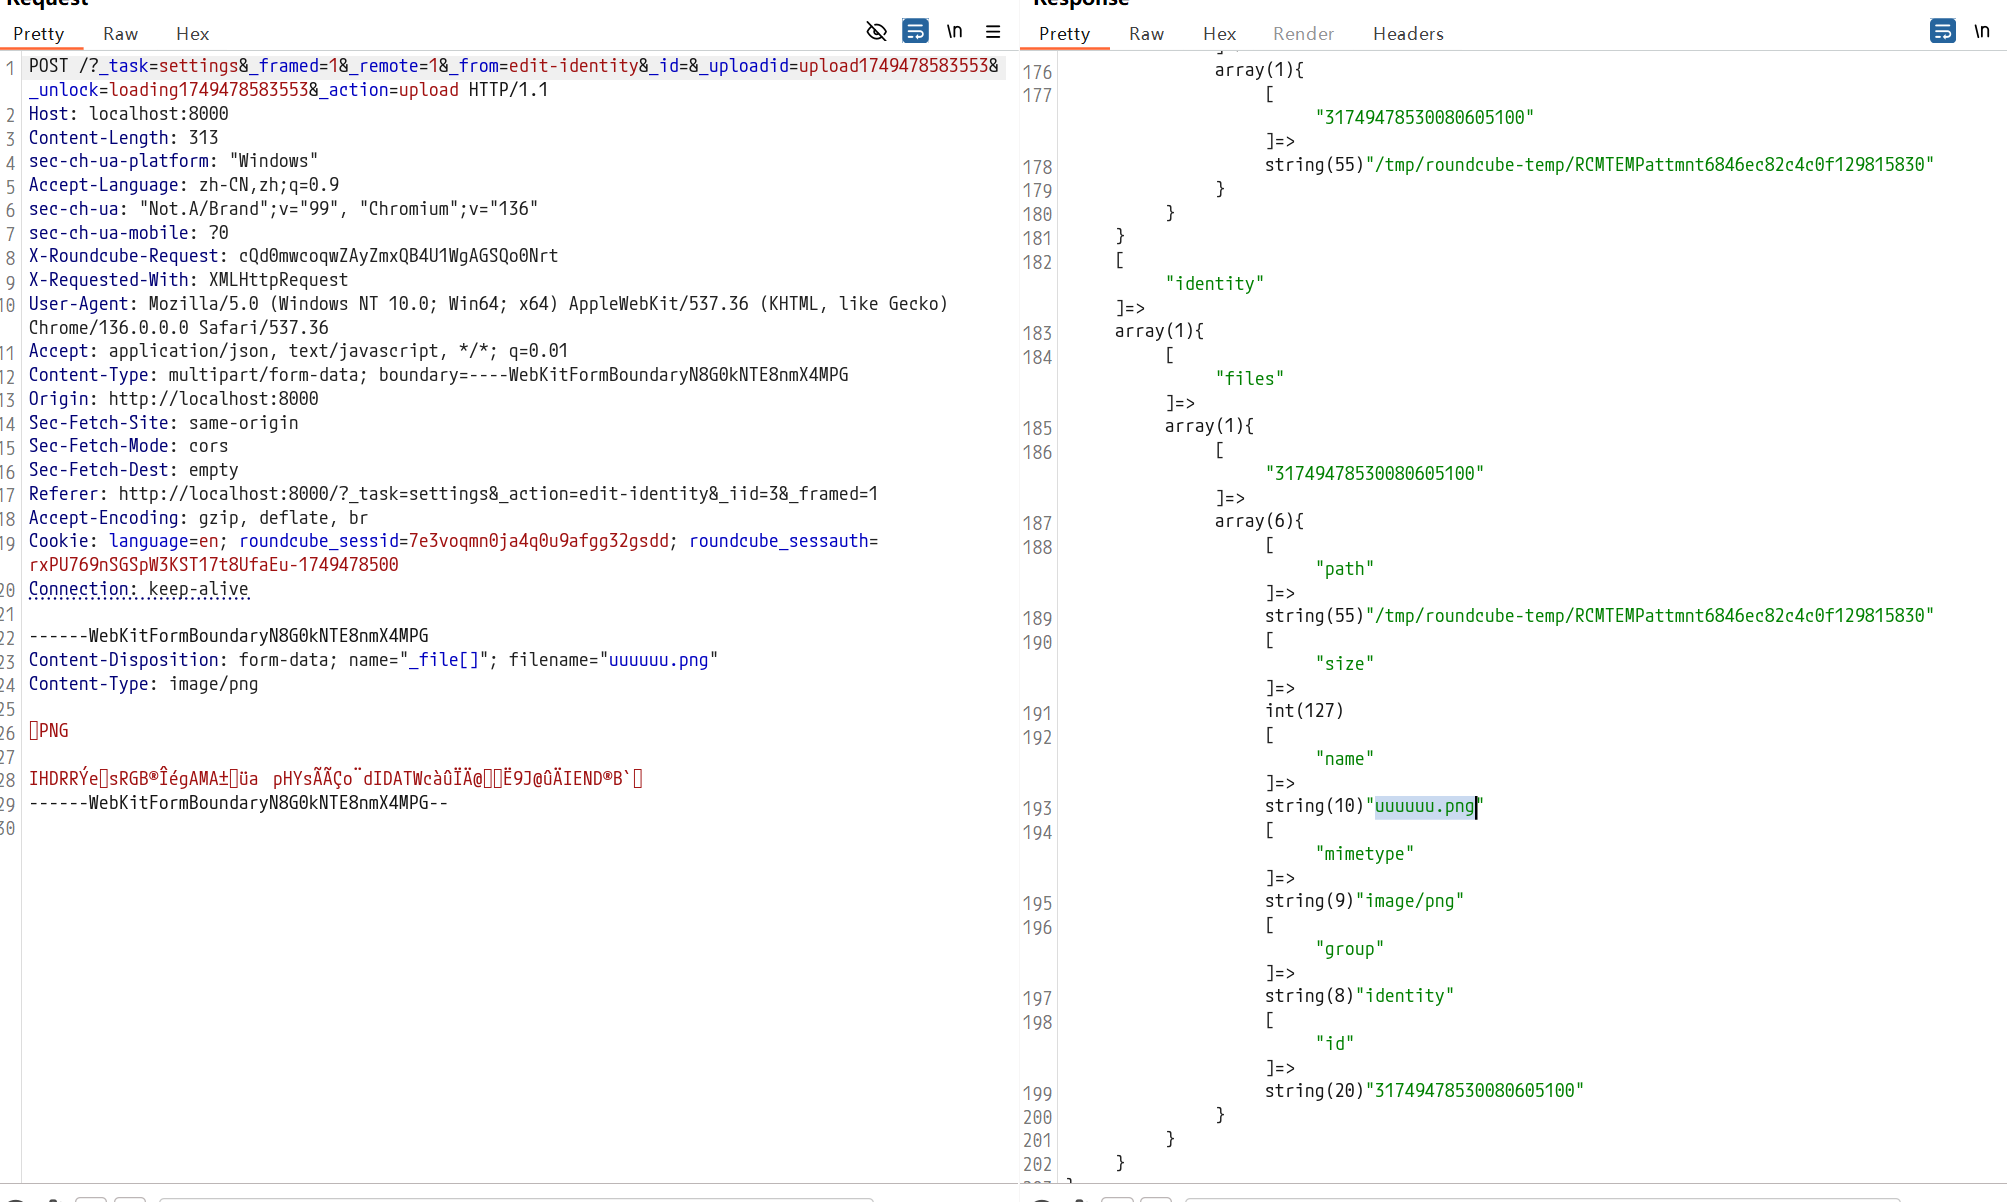 Request
Pretty Raw Hex
\n
1 POST /?_task=settings&_framed=1&_remote=1&_from=edit-identity&_id=&_uploadid=upload1749478583553&
_unlock=loading1749478583553&_action=upload HTTP/1.1
2 Host: localhost:8000
3 Content-Length: 313
4 sec-ch-ua-platform: "Windows"
5 Accept-Language: zh-CN,zh;q=0.9
6 sec-ch-ua: "Not.A/Brand";v="99", "Chromium";v="136"
7 sec-ch-ua-mobile: ?0
8 X-Roundcube-Request: cQd0mwcoqwZAyZmxQB4U1WgAGSQo0Nrt
9 X-Requested-With: XMLHttpRequest
10 User-Agent: Mozilla/5.0 (Windows NT 10.0; Win64; x64) AppleWebKit/537.36 (KHTML, like Gecko)
Chrome/136.0.0.0 Safari/537.36
11 Accept: application/json, text/javascript, */*; q=0.01
12 Content-Type: multipart/form-data; boundary=----WebKitFormBoundaryN8G0kNTE8nmX4MPG
13 Origin: http://localhost:8000
14 Sec-Fetch-Site: same-origin
15 Sec-Fetch-Mode: cors
16 Sec-Fetch-Dest: empty
17 Referer: http://localhost:8000/?_task=settings&_action=edit-identity&_iid=3&_framed=1
18 Accept-Encoding: gzip, deflate, br
19 Cookie: language=en; roundcube_sessid=7e3voqmn0ja4q0u9afgg32gsdd; roundcube_sessauth=
rxPU769nSGSpW3KST17t8UfaEu-1749478500
20 Connection: keep-alive
21
22 ------WebKitFormBoundaryN8G0kNTE8nmX4MPG
23 Content-Disposition: form-data; name="_file[]"; filename="uuuuuu.png"
24 Content-Type: image/png
25
26 PNG
27
28 IHDRRÝesRGB®ÎégAMA±üa pHYsÃÃÇo¨dIDATWcàûÏÄ@Ë9J@ûÄIEND®B`
29 ------WebKitFormBoundaryN8G0kNTE8nmX4MPG--
30
Response
Pretty Raw Hex Render Headers
\n
176 array(1){
177 [
"31749478530080605100"
]=>
178 string(55)"/tmp/roundcube-temp/RCMTEMPattmnt6846ec82c4c0f129815830"
179 }
180 }
181 }
182 [
"identity"
]=>
183 array(1){
184 [
"files"
]=>
185 array(1){
186 [
"31749478530080605100"
]=>
187 array(6){
188 [
"path"
]=>
189 string(55)"/tmp/roundcube-temp/RCMTEMPattmnt6846ec82c4c0f129815830"
190 [
"size"
]=>
191 int(127)
192 [
"name"
]=>
193 string(10)"uuuuuu.png"
194 [
"mimetype"
]=>
195 string(9)"image/png"
196 [
"group"
]=>
197 string(8)"identity"
198 [
"id"
]=>
199 string(20)"31749478530080605100"
200 }
201 }
202 }